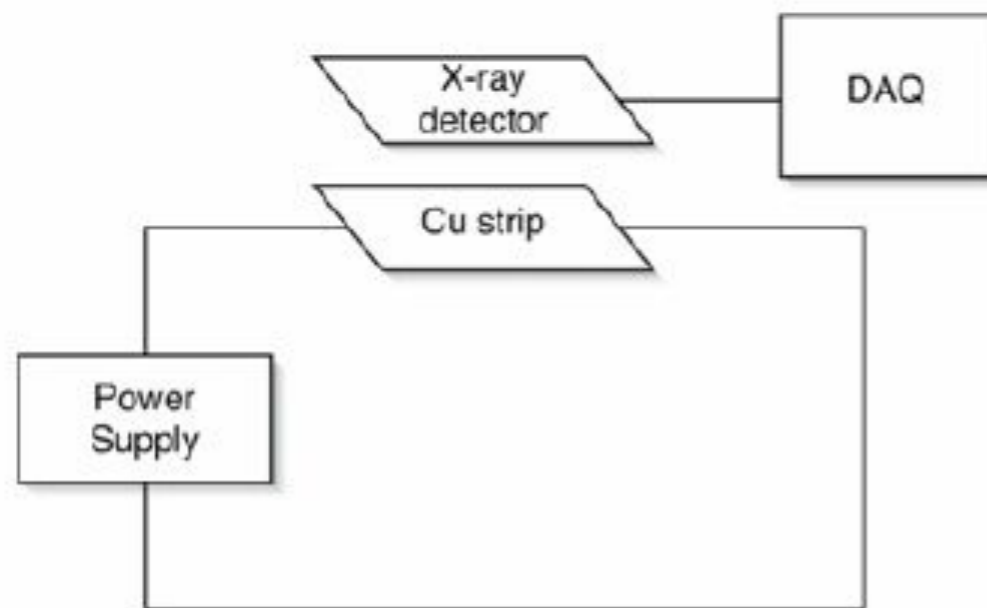 X-ray
detector
DAQ
Cu strip
Power
Supply